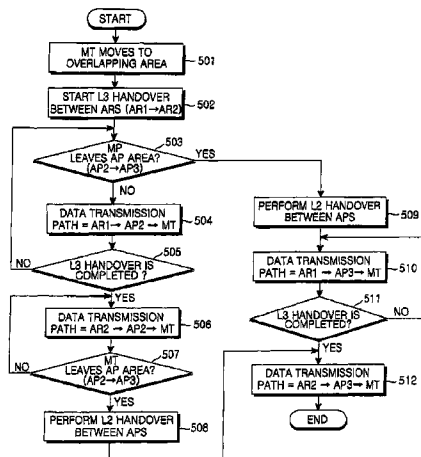 START
MT MOVES TO
OVERLAPPING AREA
501
START L3 HANDOVER
BETWEEN ARS (AR1→AR2)
502
503
MP
LEAVES AP AREA?
(AP2→AP3)
YES
NO
DATA TRANSMISSION
PATH = AR1 → AP2 → MT
504
505
L3 HANDOVER IS
COMPLETED ?
NO
YES
DATA TRANSMISSION
PATH = AR2 → AP2 → MT
506
507
MT
LEAVES AP AREA?
(AP2→AP3)
NO
YES
PERFORM L2 HANDOVER
BETWEEN APS
508
PERFORM L2 HANDOVER
BETWEEN APS
509
DATA TRANSMISSION
PATH = AR1 → AP3 → MT
510
511
L3 HANDOVER IS
COMPLETED?
NO
YES
DATA TRANSMISSION
PATH = AR2 → AP3 → MT
512
END